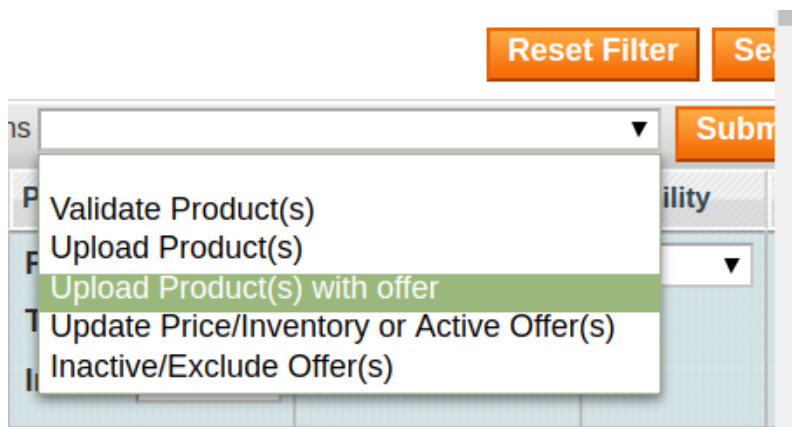 Reset Filter
Validate Product(s)
Upload Product(s)
Upload Product(s) with offer
Update Price/Inventory or Active Offer(s)
Inactive/Exclude Offer(s)